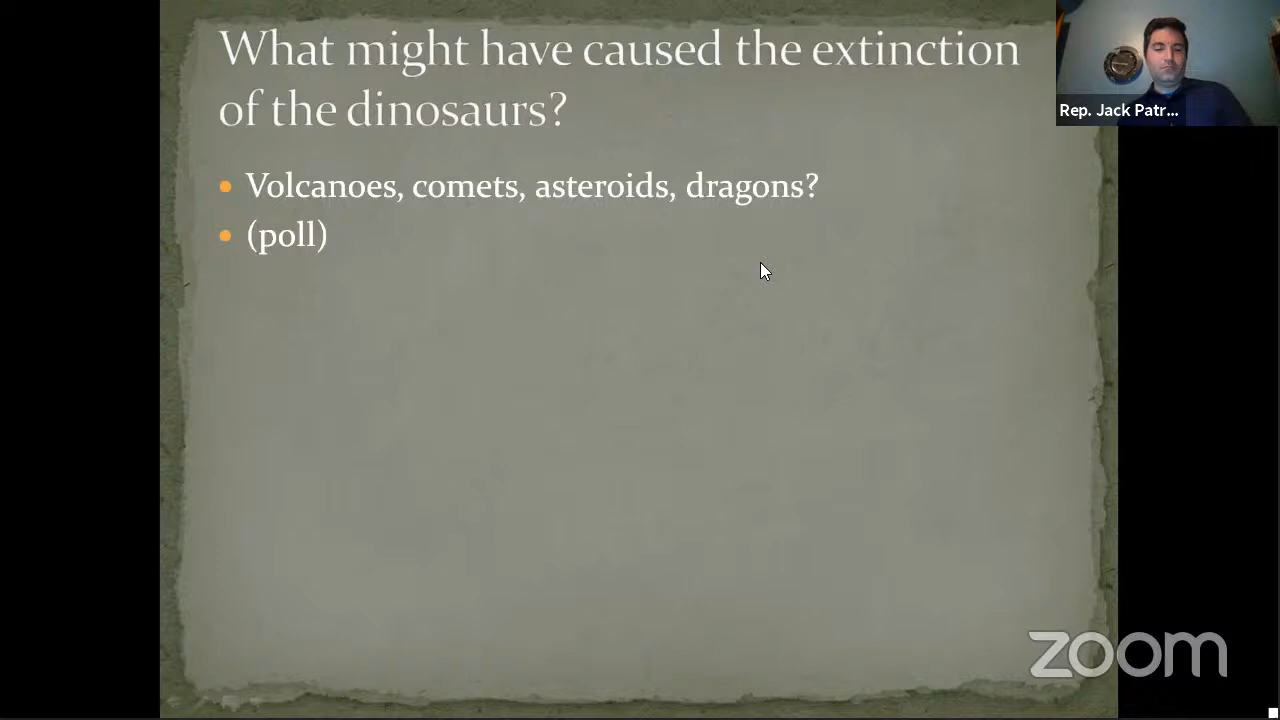 What might have caused the extinction
of the dinosaurs?
Volcanoes, comets, asteroids, dragons?
(poll)
Rep. Jack Patr...
zoom